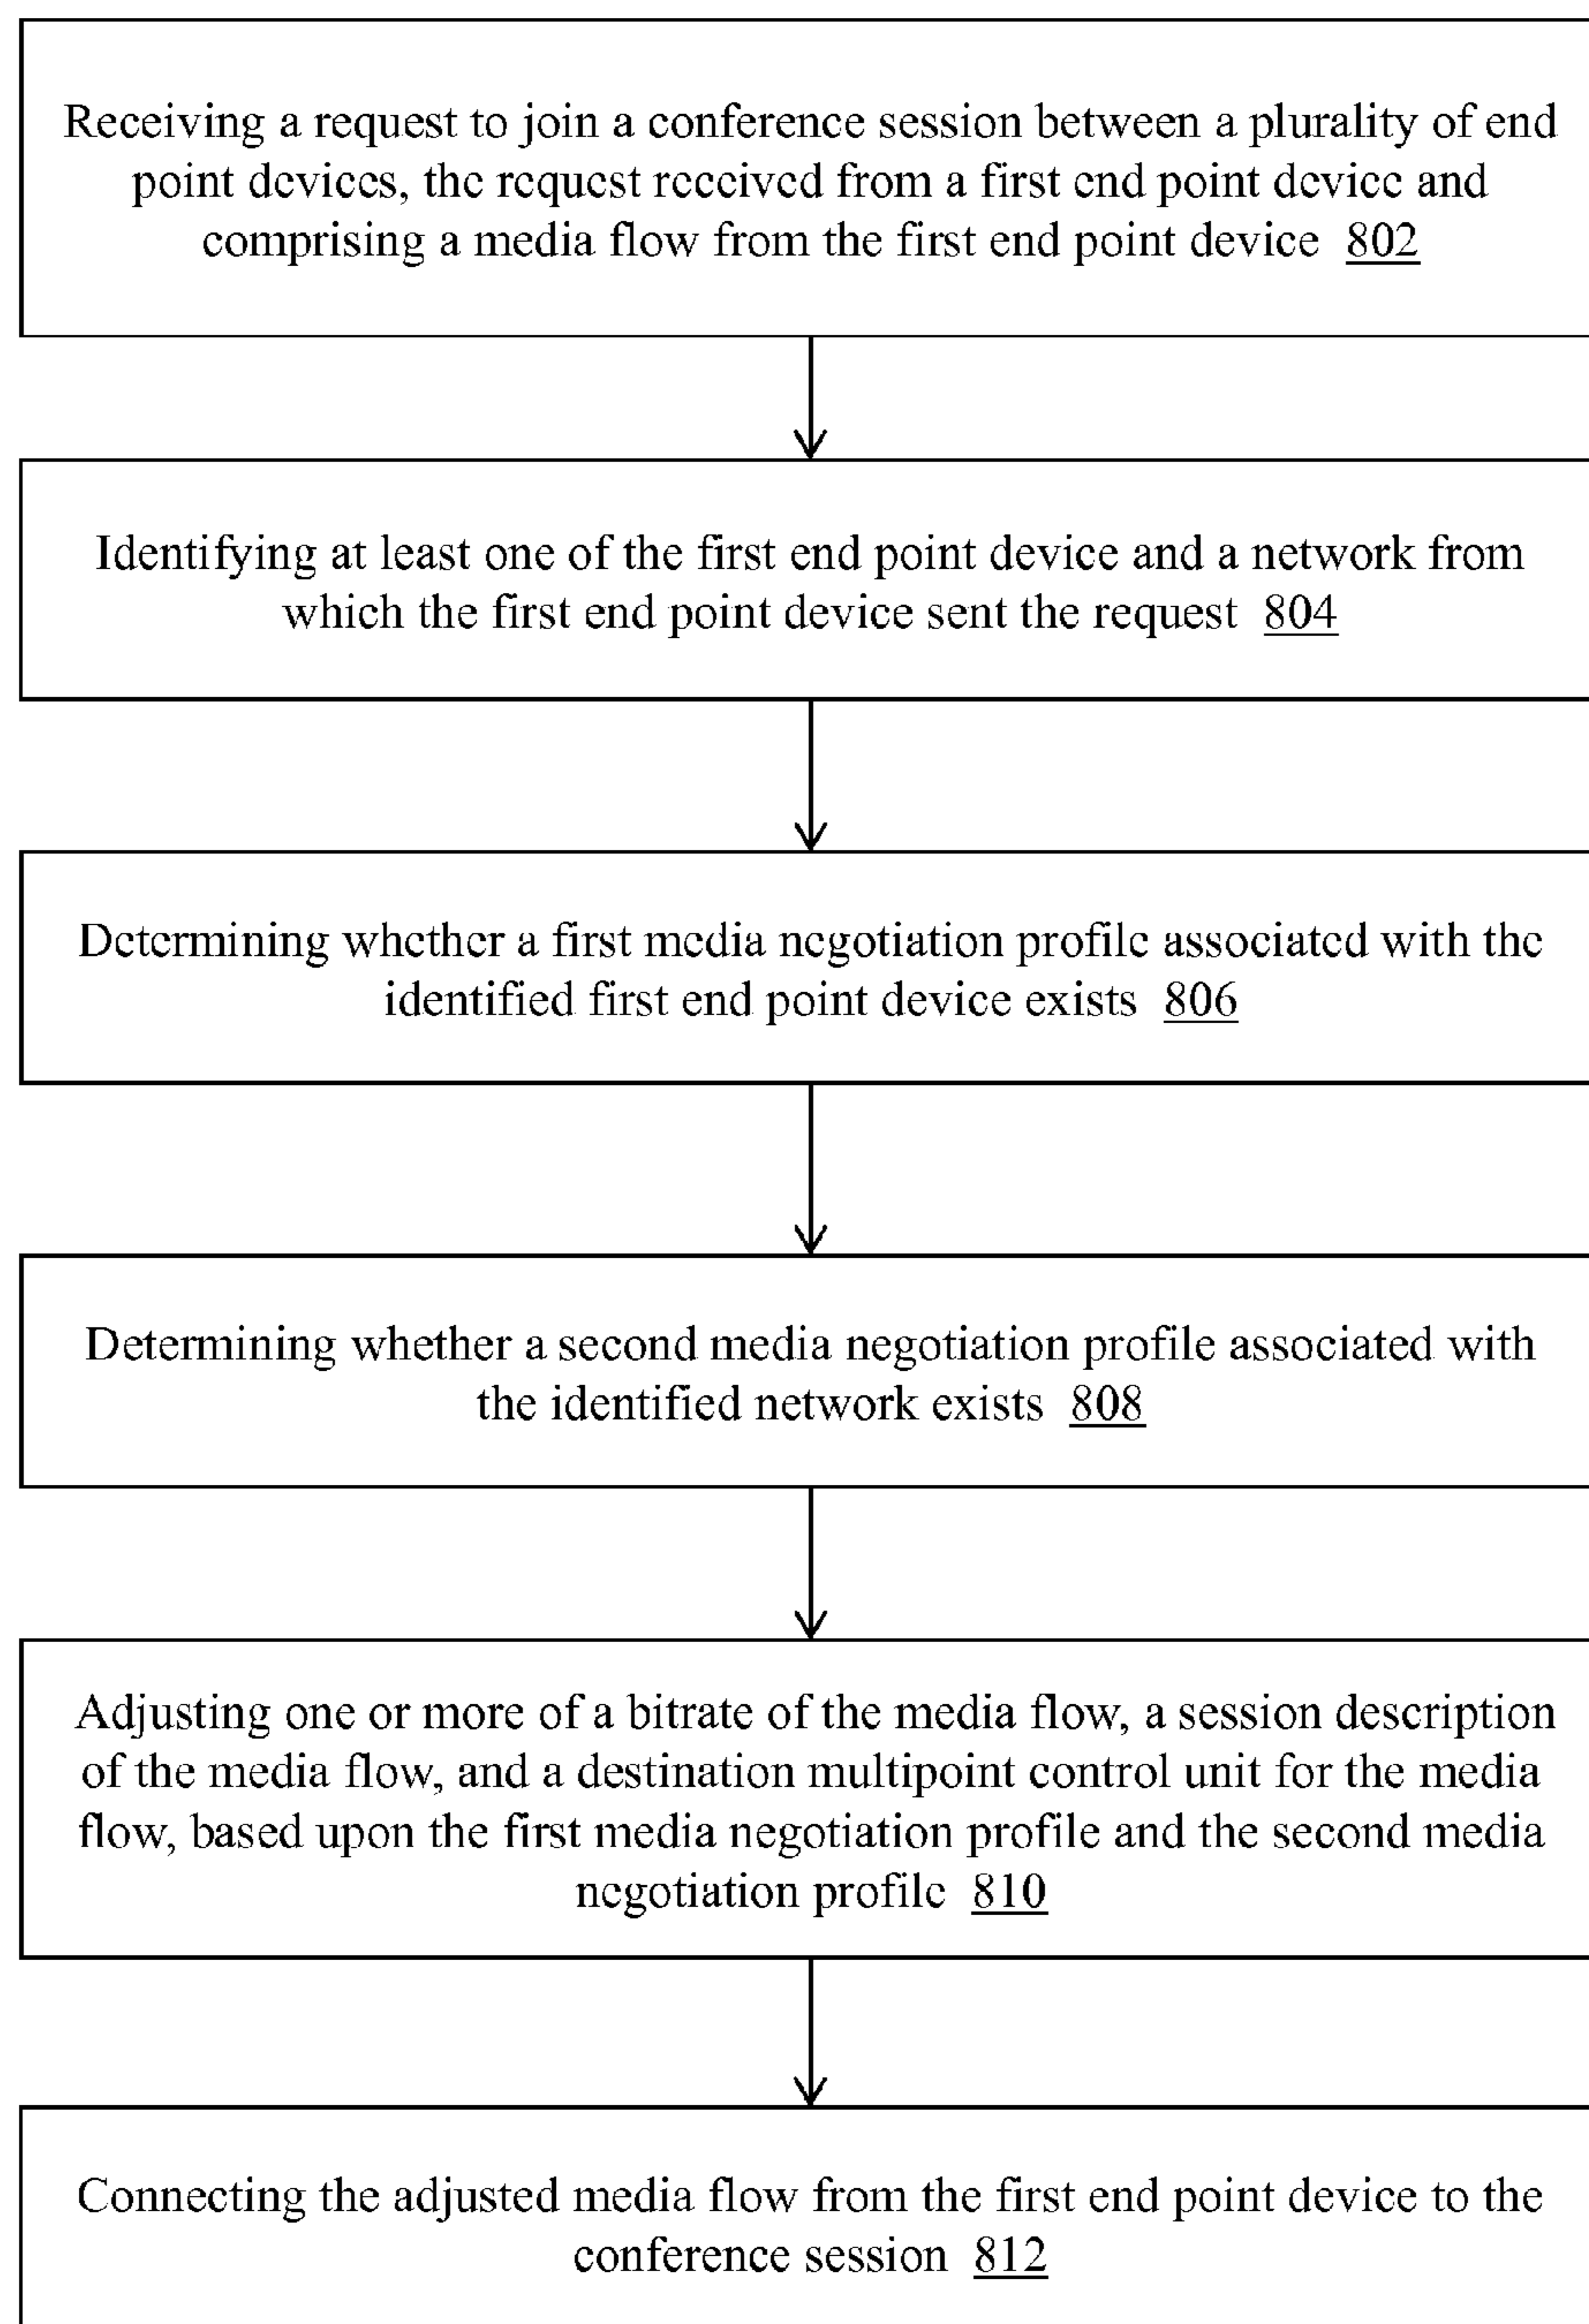 Receiving a request to join a conference session between a plurality of end
point devices, the request received from a first end point device and
comprising a media flow from the first end point device 802
Identifying at least one of the first end point device and a network from
which the first end point device sent the request 804
Determining whether a first media negotiation profile associated with the
identified first end point device exists 806
Determining whether a second media negotiation profile associated with
the identified network exists 808
Adjusting one or more of a bitrate of the media flow, a session description
of the media flow, and a destination multipoint control unit for the media
flow, based upon the first media negotiation profile and the second media
negotiation profile 810
Connecting the adjusted media flow from the first end point device to the
conference session 812